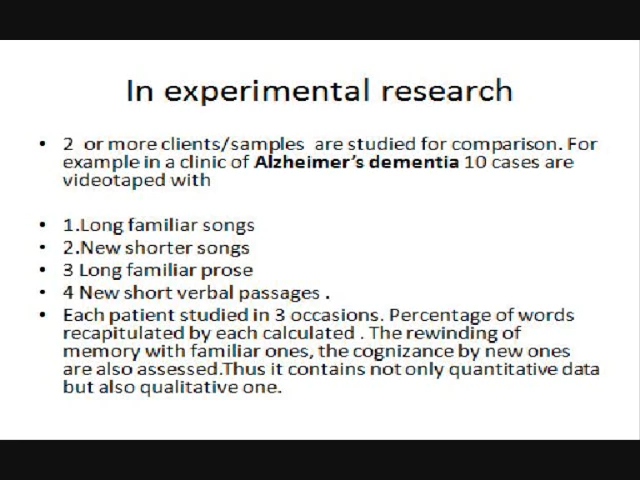 In experimental research
• 2 or more clients/samples are studied for comparison. For
example in a clinic of Alzheimer's dementia 10 cases are
videotaped with
• 1.Long familiar songs
• 2.New shorter songs
• 3 Long familiar prose
• 4 New short verbal passages .
• Each patient studied in 3 occasions. Percentage of words
recapitulated by each calculated . The rewinding of
memory with familiar ones, the cognizance by new ones
are also assessed.Thus it contains not only quantitative data
but also qualitative one.